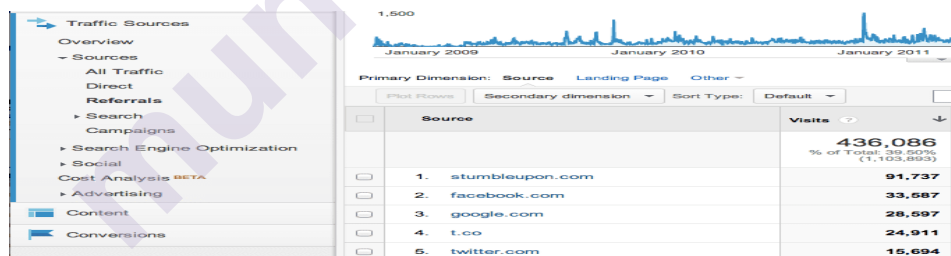 Traffic Sources
Overview
Sources
All Traffic
Direct
Referrals
Search
Campaigns
Search Engine Optimization
Social
Cost Analysis BETA
Advertising
Content
Conversions
1,500
January 2009 January 2010 January 2011
Primary Dimension: Source Landing Page Other
Plot Rows Secondary dimension Sort Type: Default
Source Visits ?
436,086
% of Total: 39.50%
(1,103,893)
1. stumbleupon.com 91,737
2. facebook.com 33,587
3. google.com 28,597
4. t.co 24,911
5. twitter.com 15,694